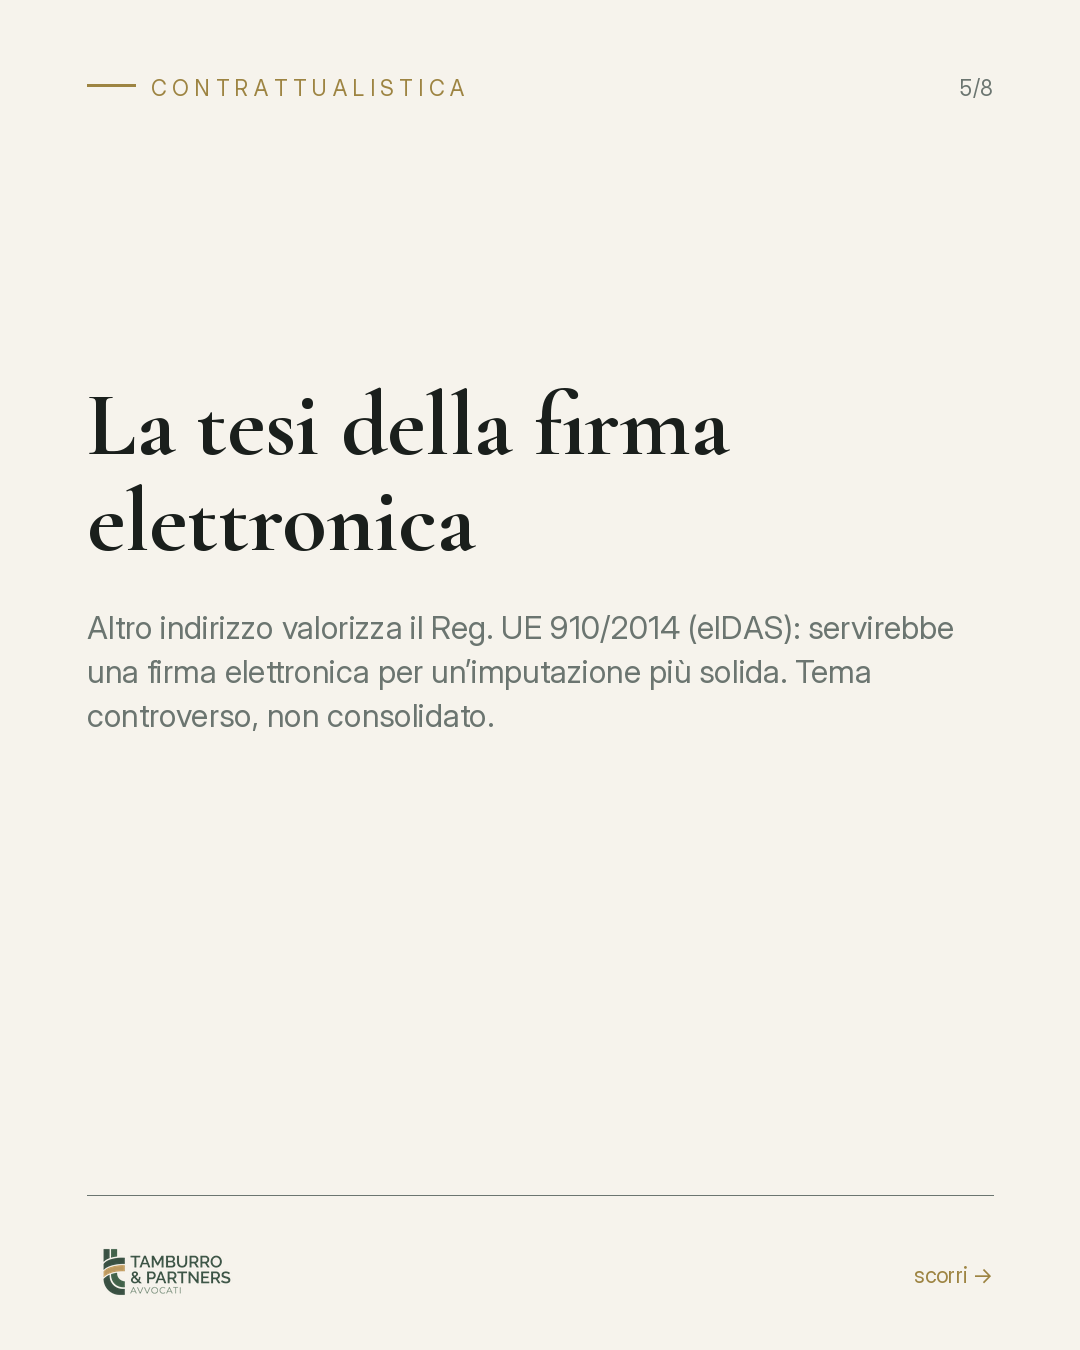 CONTRATTUALISTICA
5/8
La tesi della firma
elettronica
Altro indirizzo valorizza il Reg. UE 910/2014 (eIDAS): servirebbe
una firma elettronica per un’imputazione più solida. Tema
controverso, non consolidato.
TAMBURRO
& PARTNERS
AVVOCATI
scorri →